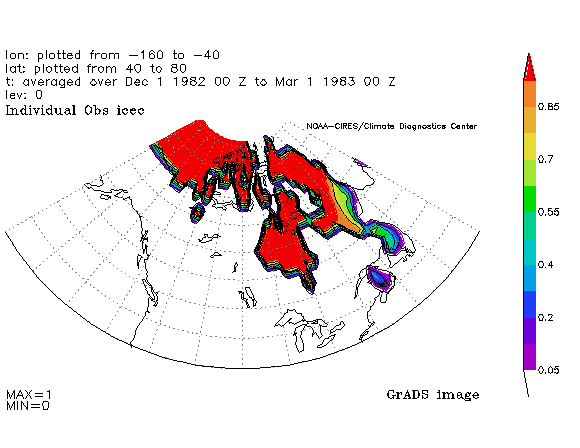 lon: plotted from −160 to −40
lat: plotted from 40 to 80
t: averaged over Dec 1 1982 00 Z to Mar 1 1983 00 Z
lev: 0
Individual Obs icec
NOAA−CIRES/Climate Diagnostics Center
0.85
0.7
0.55
0.4
0.2
0.05
MAX=1
MIN=0
GrADS image